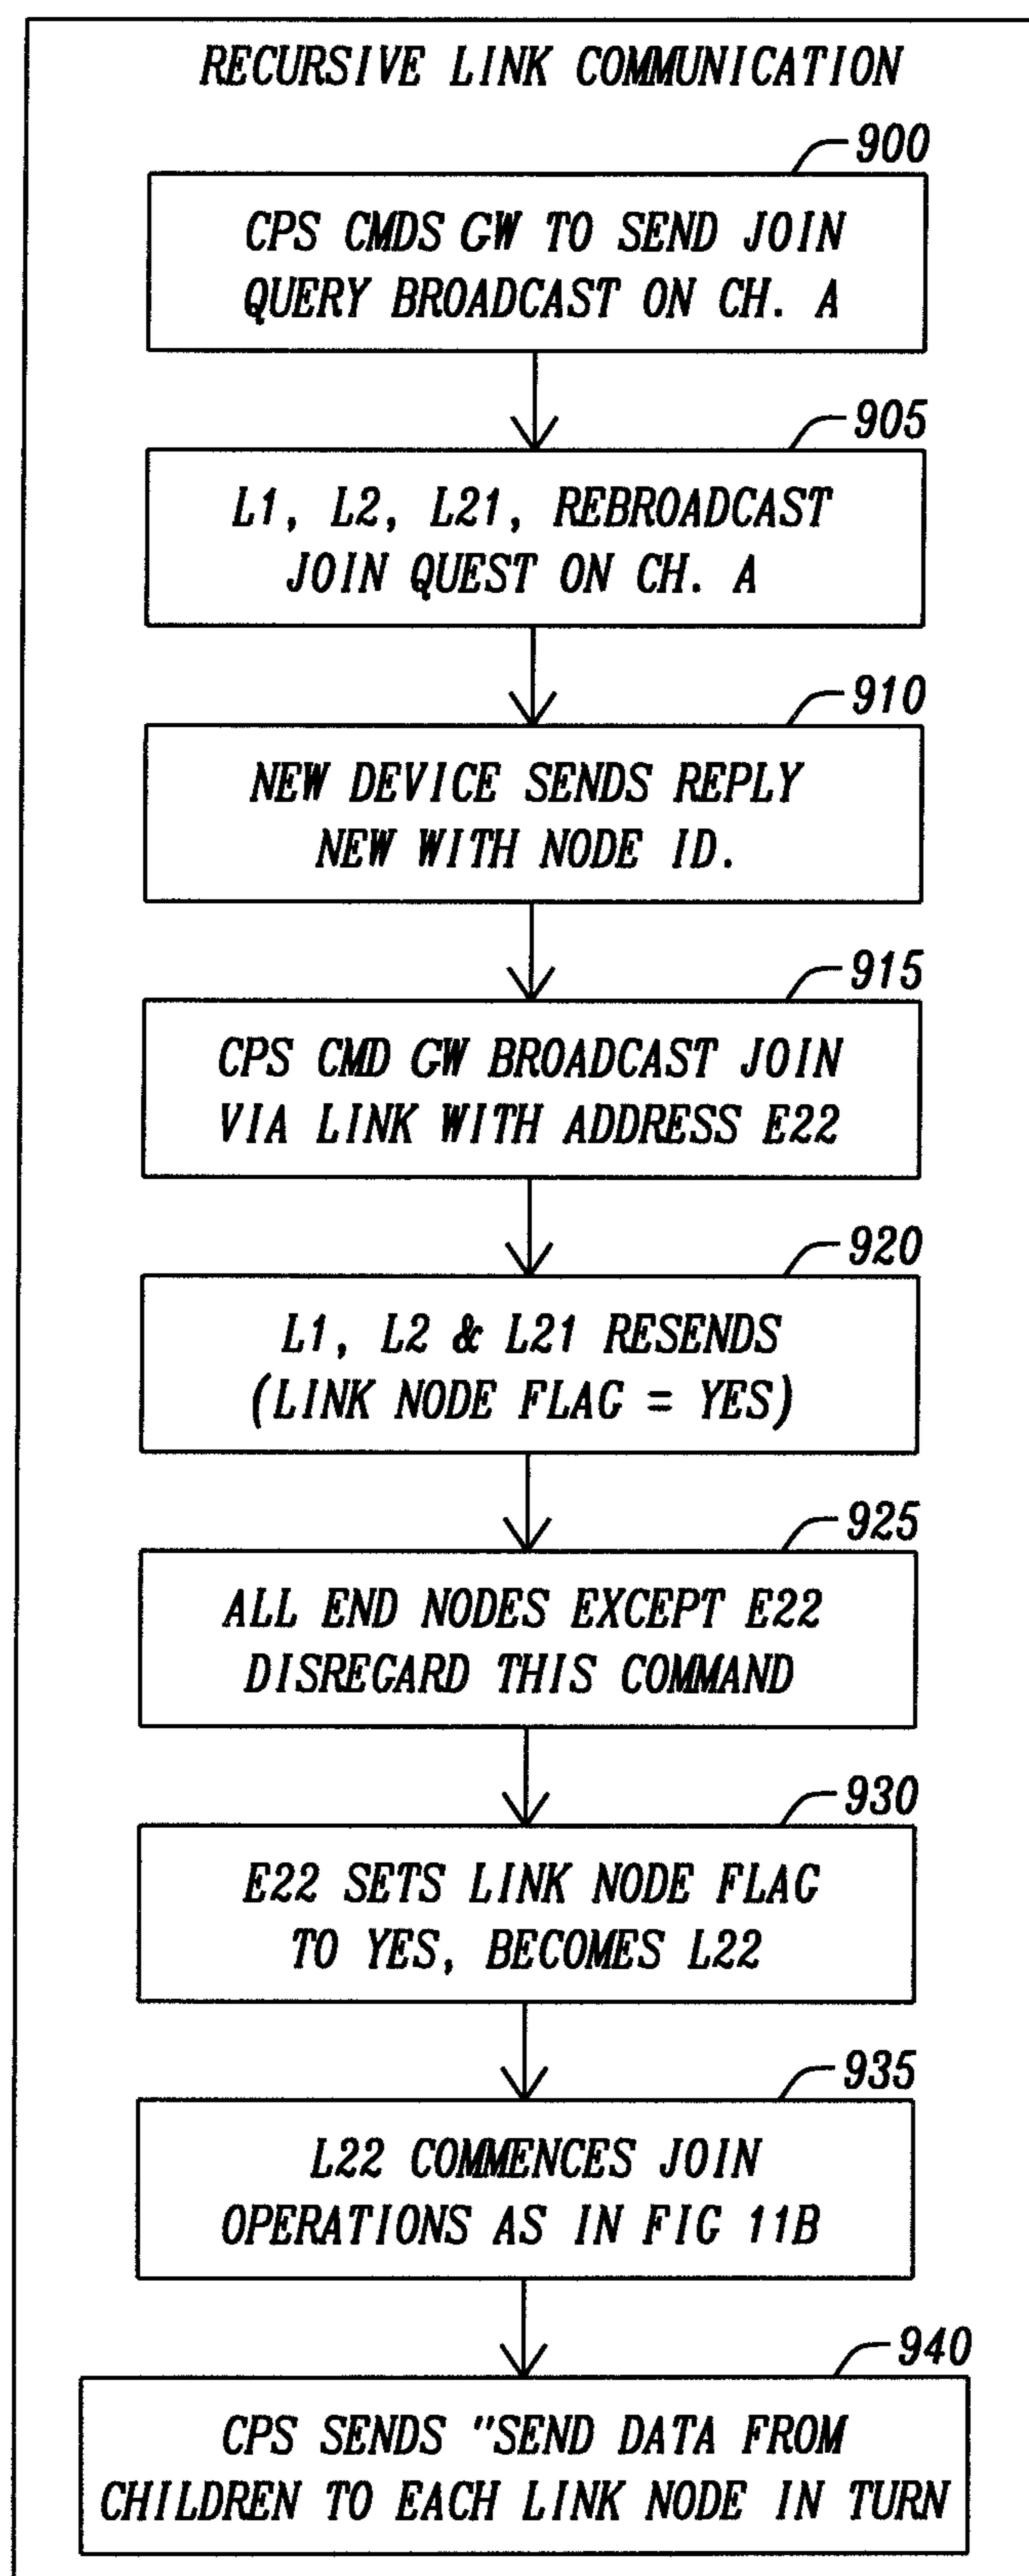 RECURSIVE LINK COMMUNICATION
900
CPS CMDS GW TO SEND JOIN
QUERY BROADCAST ON CH. A
905
L1, L2, L21, REBROADCAST
JOIN QUEST ON CH. A
910
NEW DEVICE SENDS REPLY
NEW WITH NODE ID.
915
CPS CMD GW BROADCAST JOIN
VIA LINK WITH ADDRESS E22
920
L1, L2 & L21 RESENDS
(LINK NODE FLAG = YES)
925
ALL END NODES EXCEPT E22
DISREGARD THIS COMMAND
930
E22 SETS LINK NODE FLAG
TO YES, BECOMES L22
935
L22 COMMENCES JOIN
OPERATIONS AS IN FIG 11B
940
CPS SENDS "SEND DATA FROM
CHILDREN TO EACH LINK NODE IN TURN